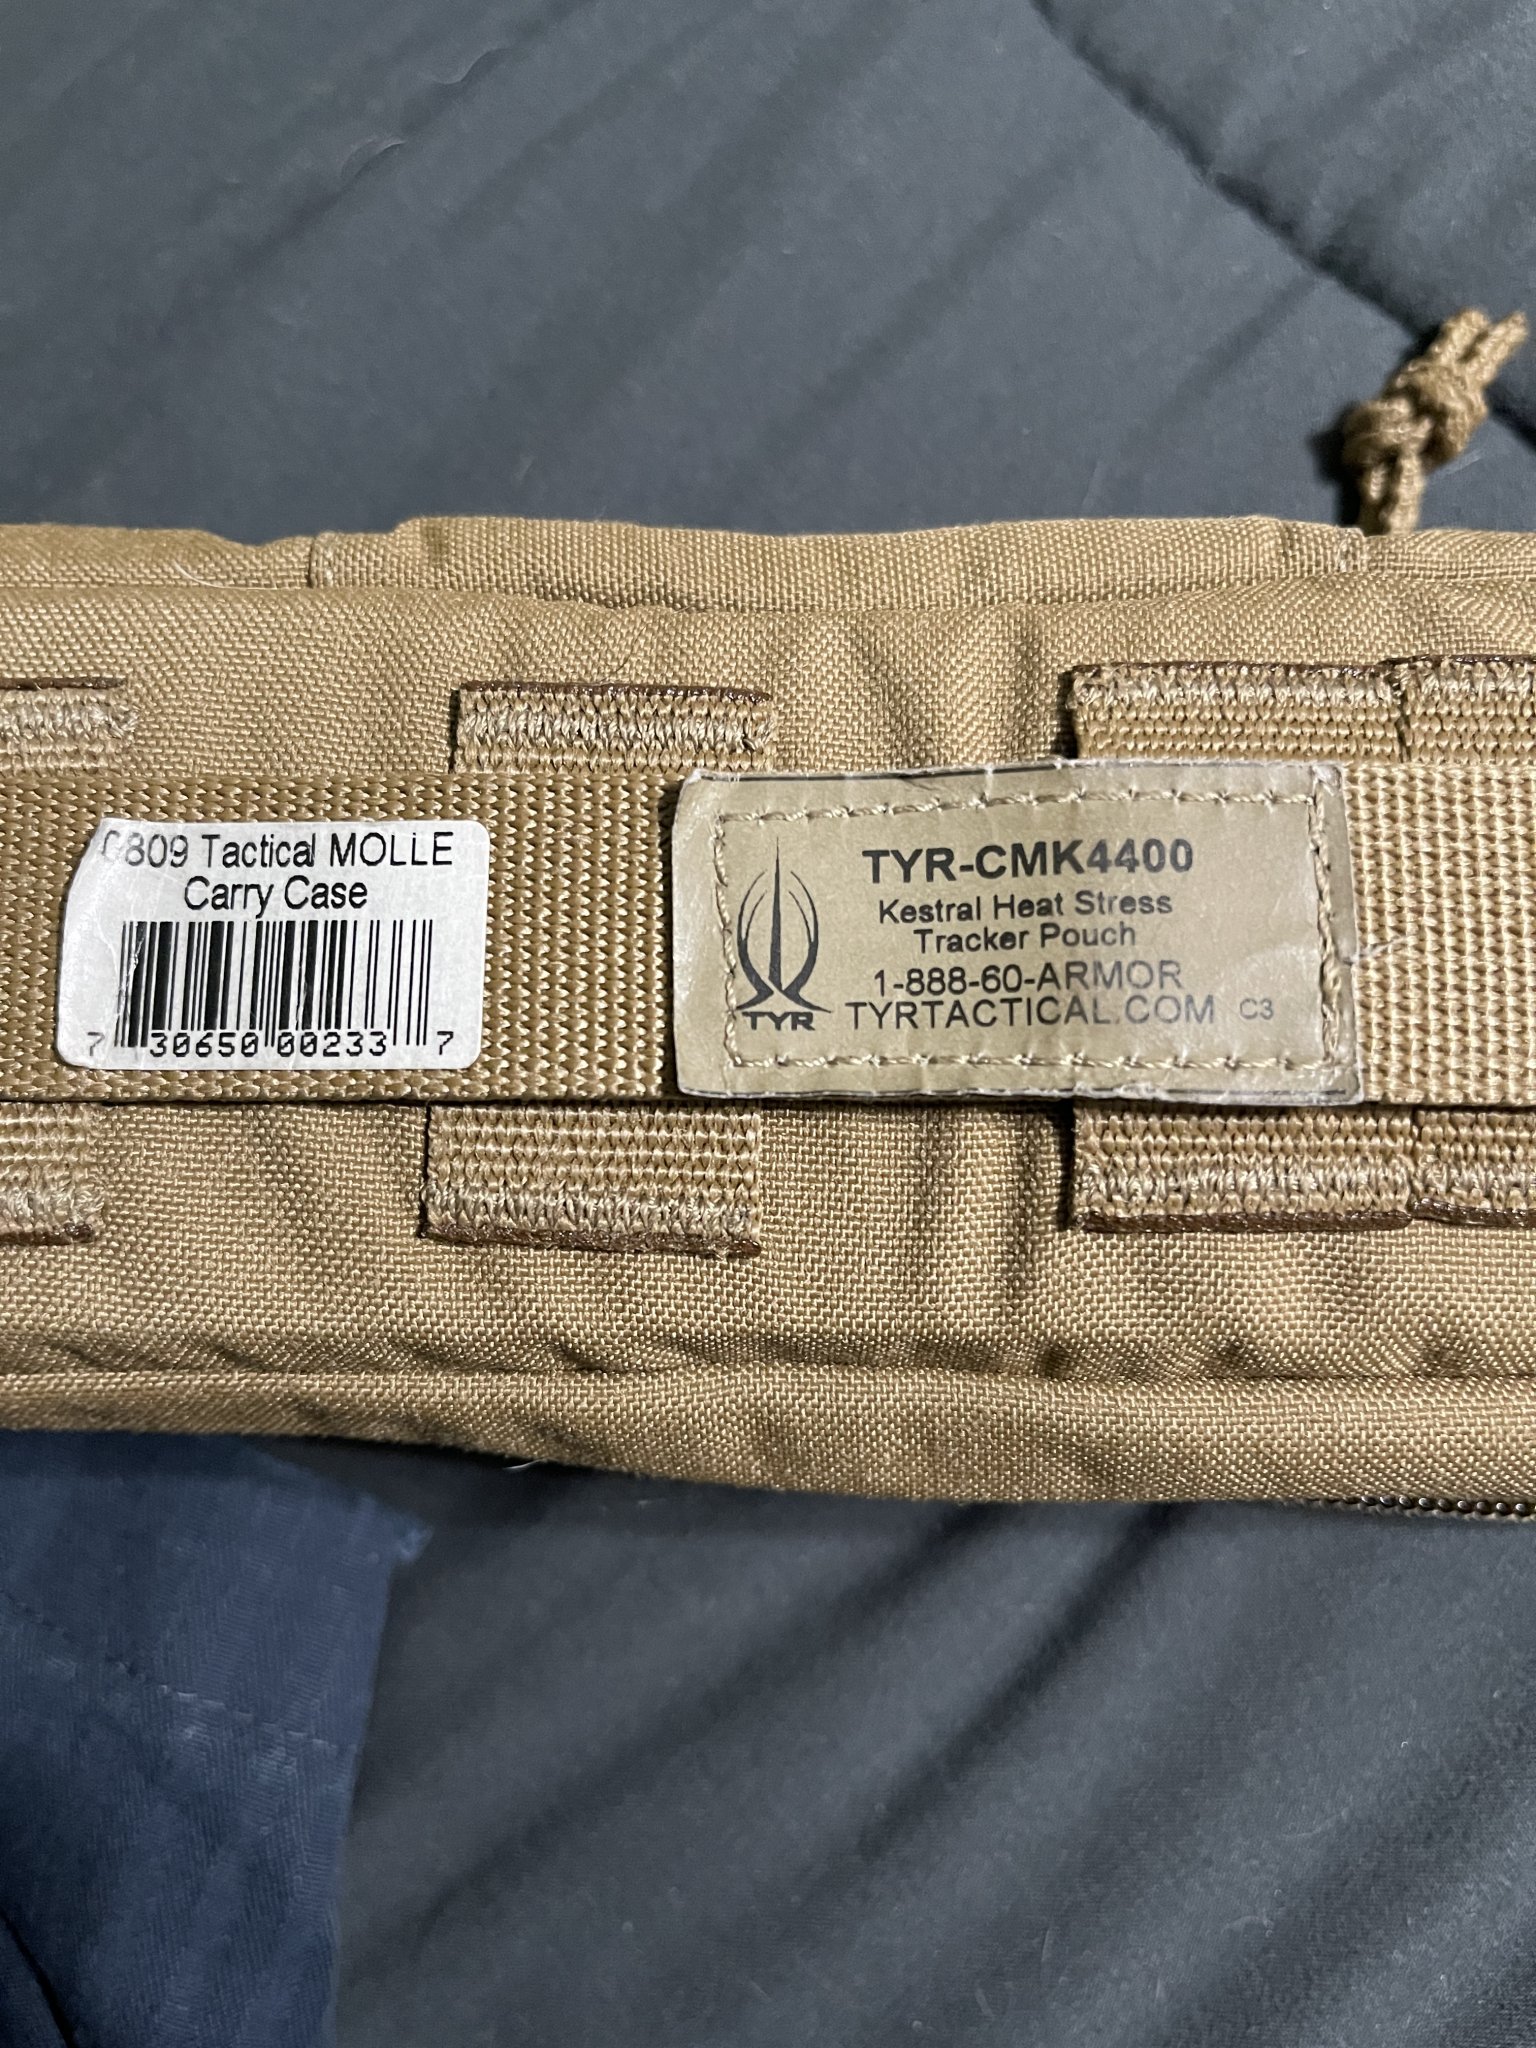 0809 Tactical MOLLE
Carry Case
7 30650 00233 7
TYR-CMK4400
Kestral Heat Stress
Tracker Pouch
1-888-60-ARMOR
TYRTACTICAL.COM C3
TYR